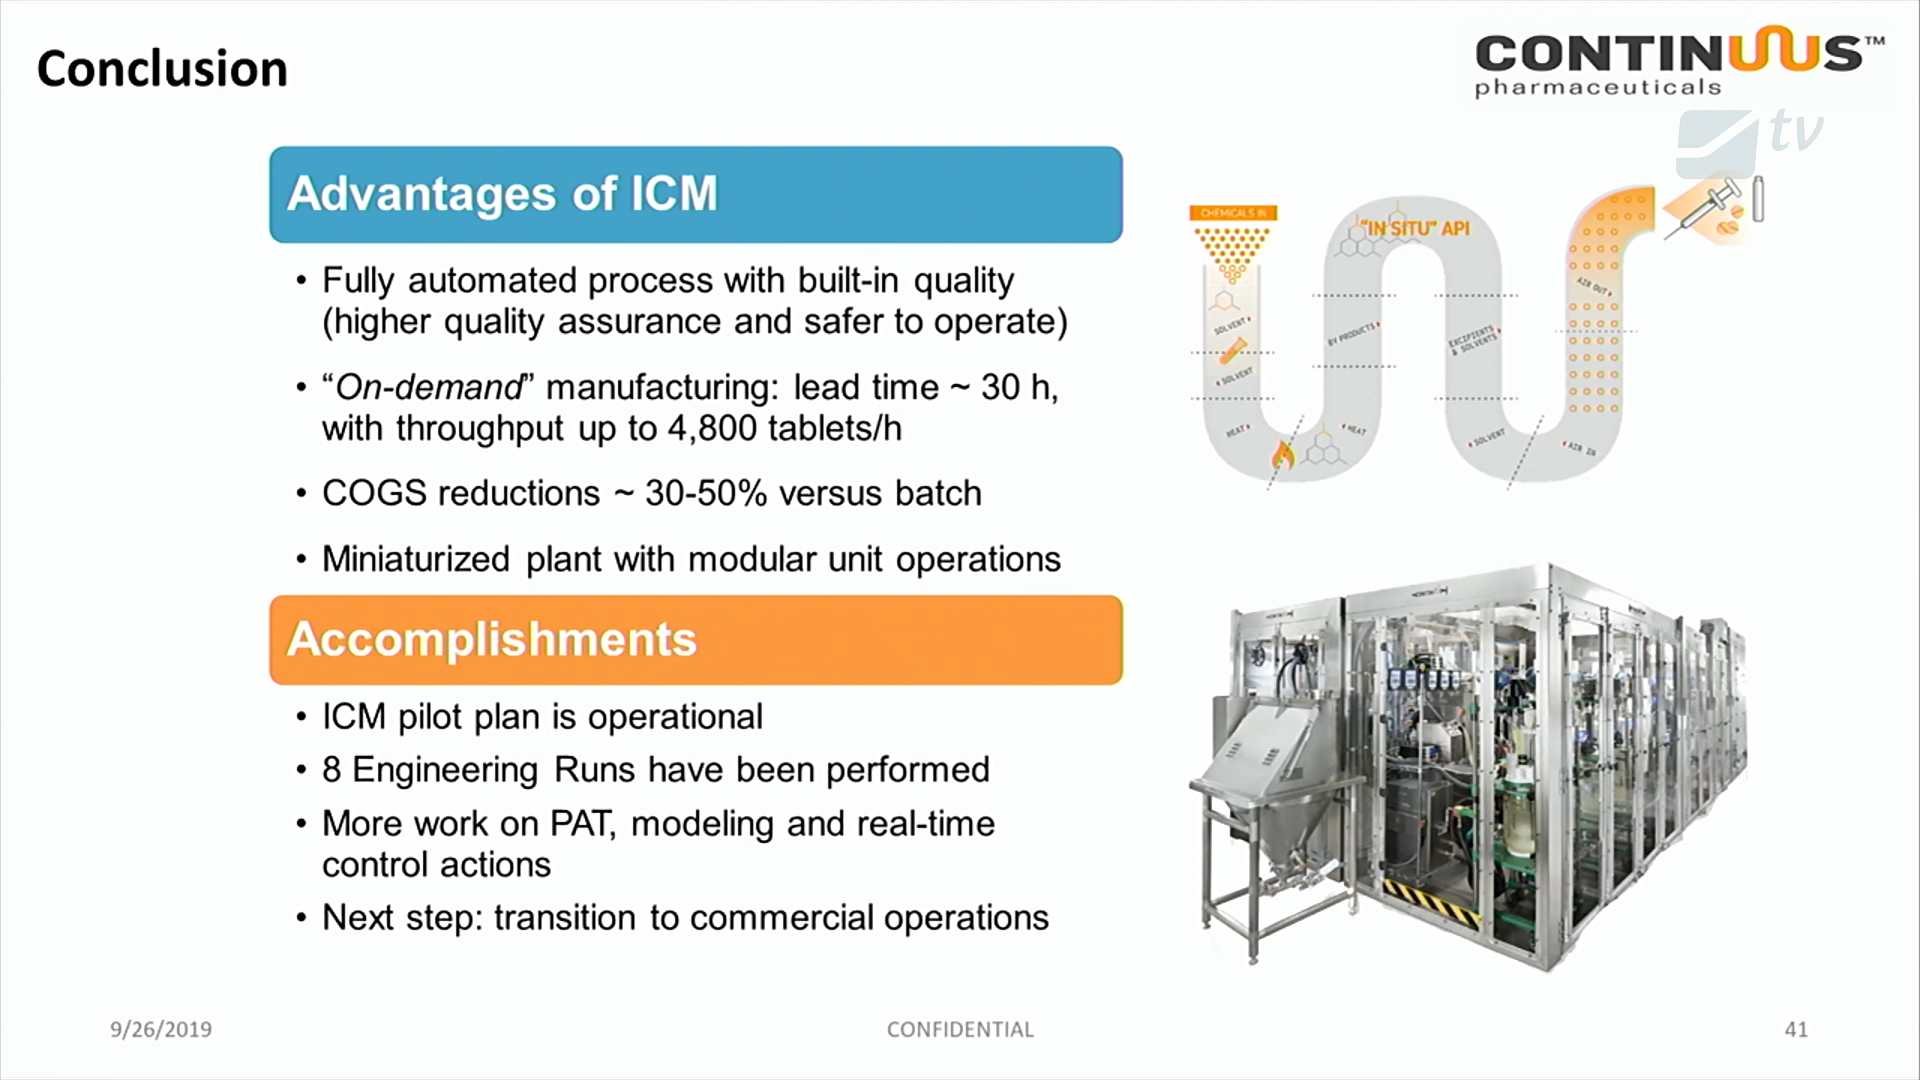 Conclusion
CONTINUUS™
pharmaceuticals
tv
Advantages of ICM
• Fully automated process with built-in quality
(higher quality assurance and safer to operate)
• “On-demand” manufacturing: lead time ~ 30 h,
with throughput up to 4,800 tablets/h
• COGS reductions ~ 30-50% versus batch
• Miniaturized plant with modular unit operations
Accomplishments
• ICM pilot plan is operational
• 8 Engineering Runs have been performed
• More work on PAT, modeling and real-time
control actions
• Next step: transition to commercial operations
CHEMICALS IN
SOLVENT
SOLVENT
HEAT
HEAT
BY PRODUCTS
“IN SITU” API
EXCIPIENTS
& SOLVENTS
SOLVENT
AIR IN
AIR OUT
9/26/2019
CONFIDENTIAL
41